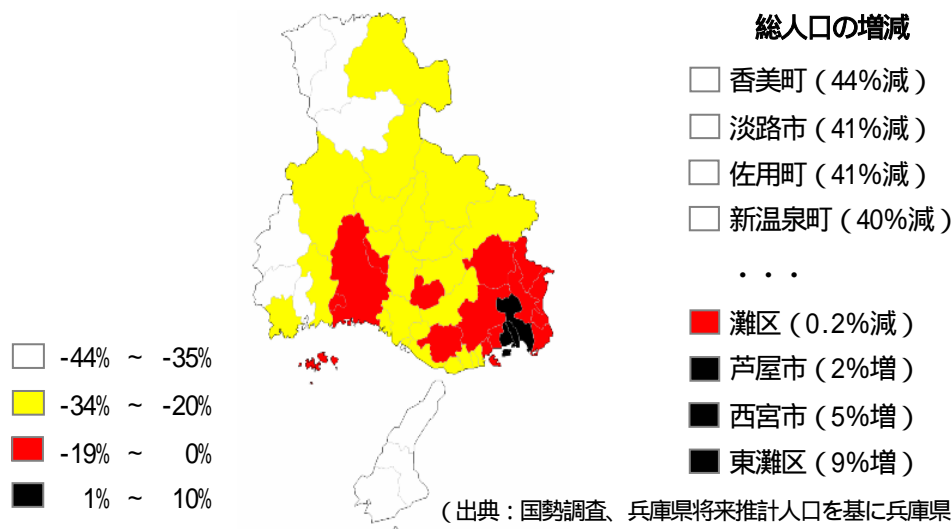 総人口の増減
香美町(44%減)
淡路市(41%減)
佐用町(41%減)
新温泉町(40%減)
・・・
灘区(0.2%減)
芦屋市(2%増)
西宮市(5%増)
東灘区(9%増)
-44% ~ -35%
-34% ~ -20%
-19% ~ 0%
1% ~ 10%
(出典:国勢調査、兵庫県将来推計人口を基に兵庫県